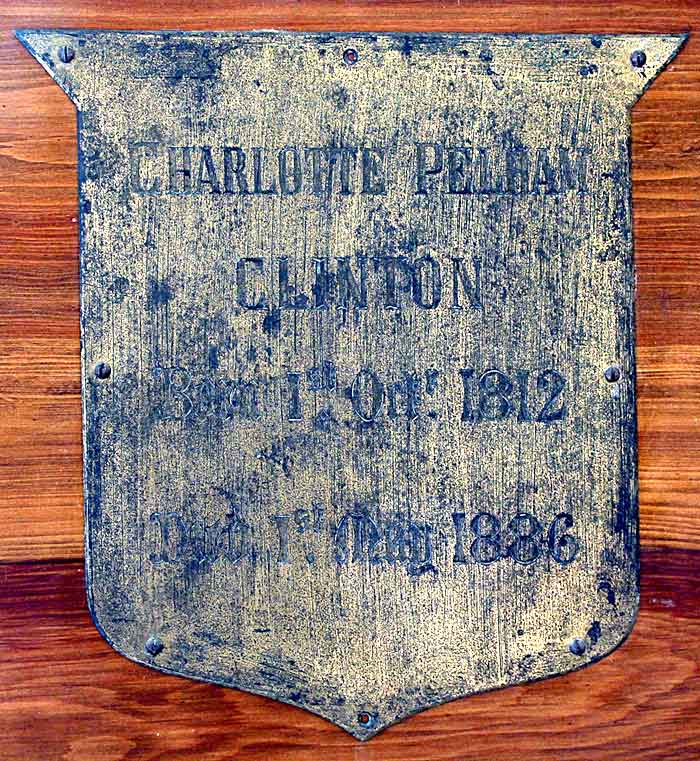 CHARLOTTE PELHAM
CLINTON
Born 1st Octr. 1812
Died 1st May 1886